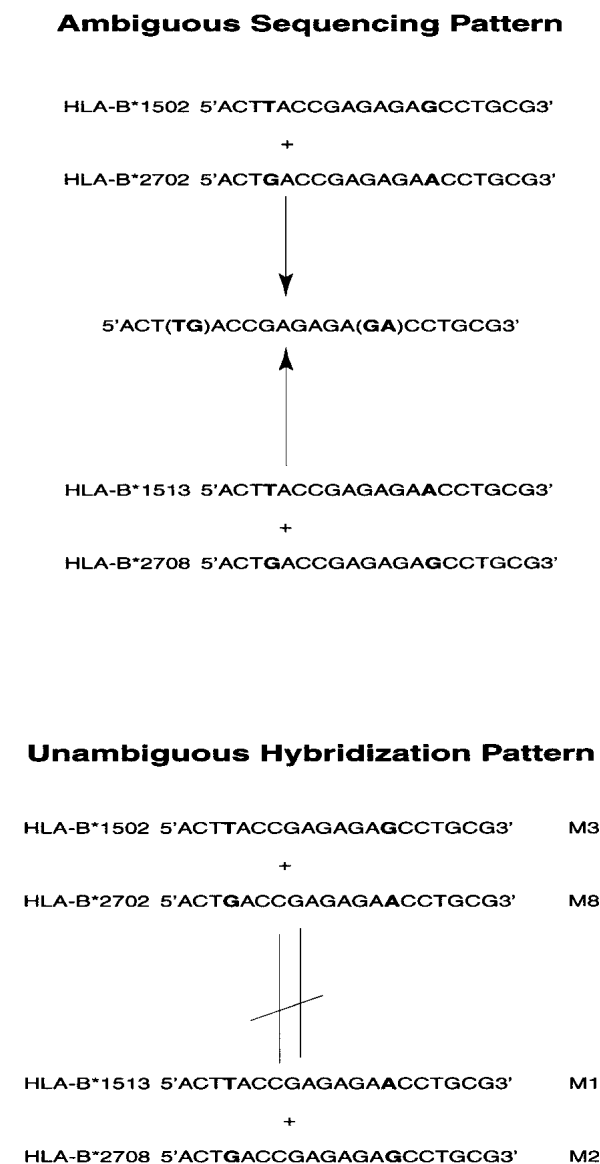 Ambiguous Sequencing Pattern
HLA-B*1502 5'ACTTACCGAGAGAGCCTGCG3'
+
HLA-B*2702 5'ACTGACCGAGAGAACCTGCG3'
5'ACT(TG)ACCGAGAGA(GA)CCTGCG3'
HLA-B*1513 5'ACTTACCGAGAGAACCTGCG3'
+
HLA-B*2708 5'ACTGACCGAGAGAGCCTGCG3'
Unambiguous Hybridization Pattern
HLA-B*1502 5'ACTTACCGAGAGAGCCTGCG3' M3
+
HLA-B*2702 5'ACTGACCGAGAGAACCTGCG3' M8
HLA-B*1513 5'ACTTACCGAGAGAACCTGCG3' M1
+
HLA-B*2708 5'ACTGACCGAGAGAGCCTGCG3' M2